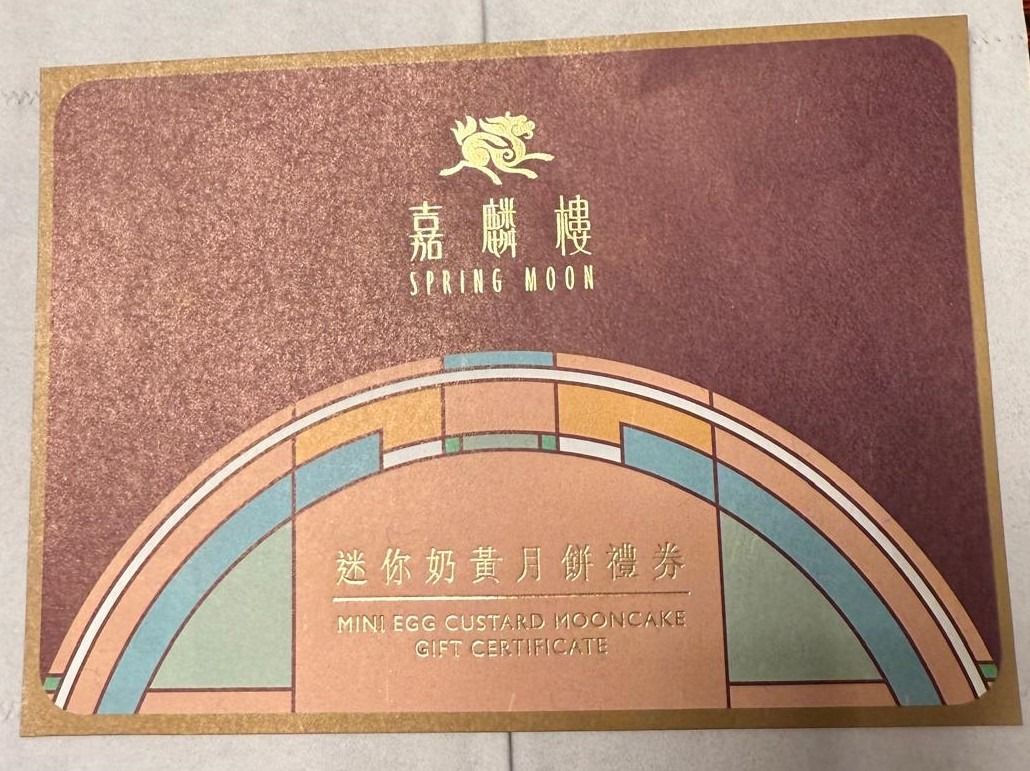 嘉麟樓
SPRING MOON
迷你奶黃月餅禮券
MINI EGG CUSTARD MOONCAKE
GIFT CERTIFICATE